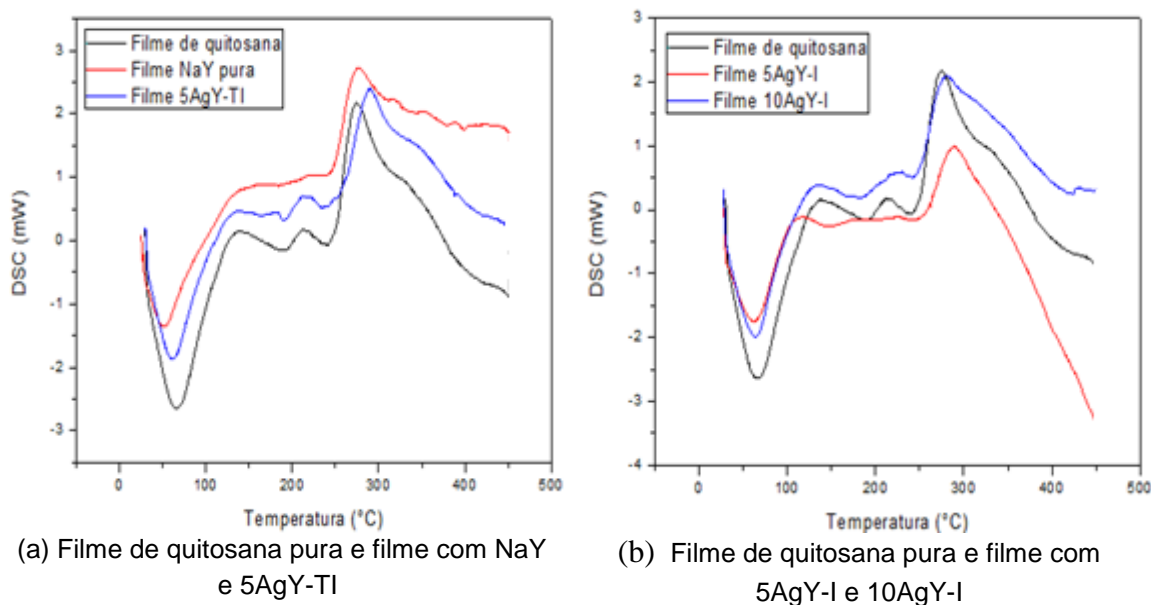 3
2
1
0
-1
-2
-3
DSC (mW)
Filme de quitosana
Filme NaY pura
Filme 5AgY-TI
0
100
200
300
400
500
Temperatura (°C)
(a) Filme de quitosana pura e filme com NaY
e 5AgY-TI
3
2
1
0
-1
-2
-3
-4
DSC (mW)
Filme de quitosana
Filme 5AgY-I
Filme 10AgY-I
0
100
200
300
400
500
Temperatura (°C)
(b) Filme de quitosana pura e filme com
5AgY-I e 10AgY-I